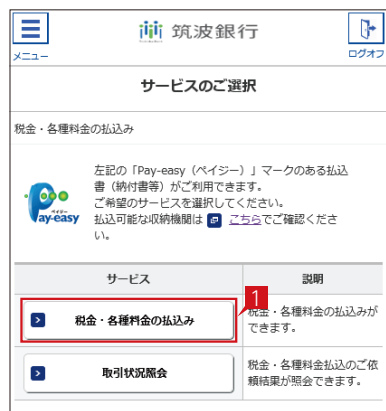 メニュー
筑波銀行
ログオフ
サービスのご選択
税金・各種料金の払込み
左記の「Pay-easy（ペイジー）」マークのある払込
書（納付書等）がご利用できま
す。
ご希望のサービスを選択してください。
払込可能な収納機関は こちらでご確認くださ
い。
ペイジー
Pay-easy
サービス 説明
1
税金・各種料金の払込み
税金・各種料金の払込みが
できます。
取引状況照会
税金・各種料金払込のご依
頼結果が照会できます。